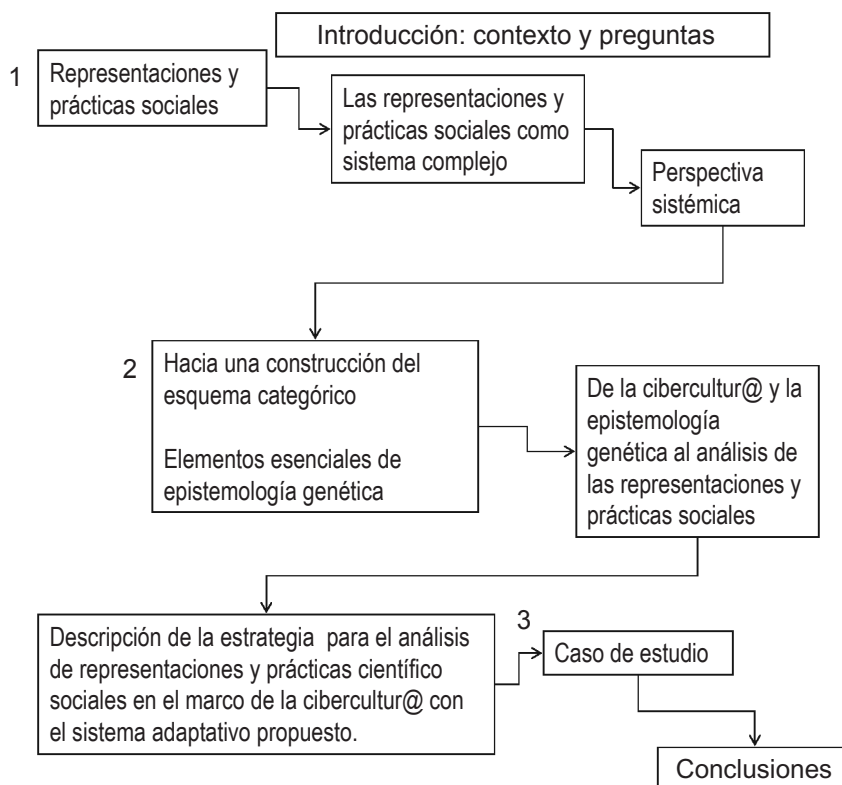 Introducción: contexto y preguntas
1
Representaciones y
prácticas sociales
Las representaciones y
prácticas sociales como
sistema complejo
Perspectiva
sistémica
2
Hacia una construcción del
esquema categórico
Elementos esenciales de
epistemología genética
De la cibercultur@ y la
epistemología
genética al análisis de
las representaciones y
prácticas sociales
Descripción de la estrategia para el análisis
de representaciones y prácticas científico
sociales en el marco de la cibercultur@ con
el sistema adaptativo propuesto.
3
Caso de estudio
Conclusiones